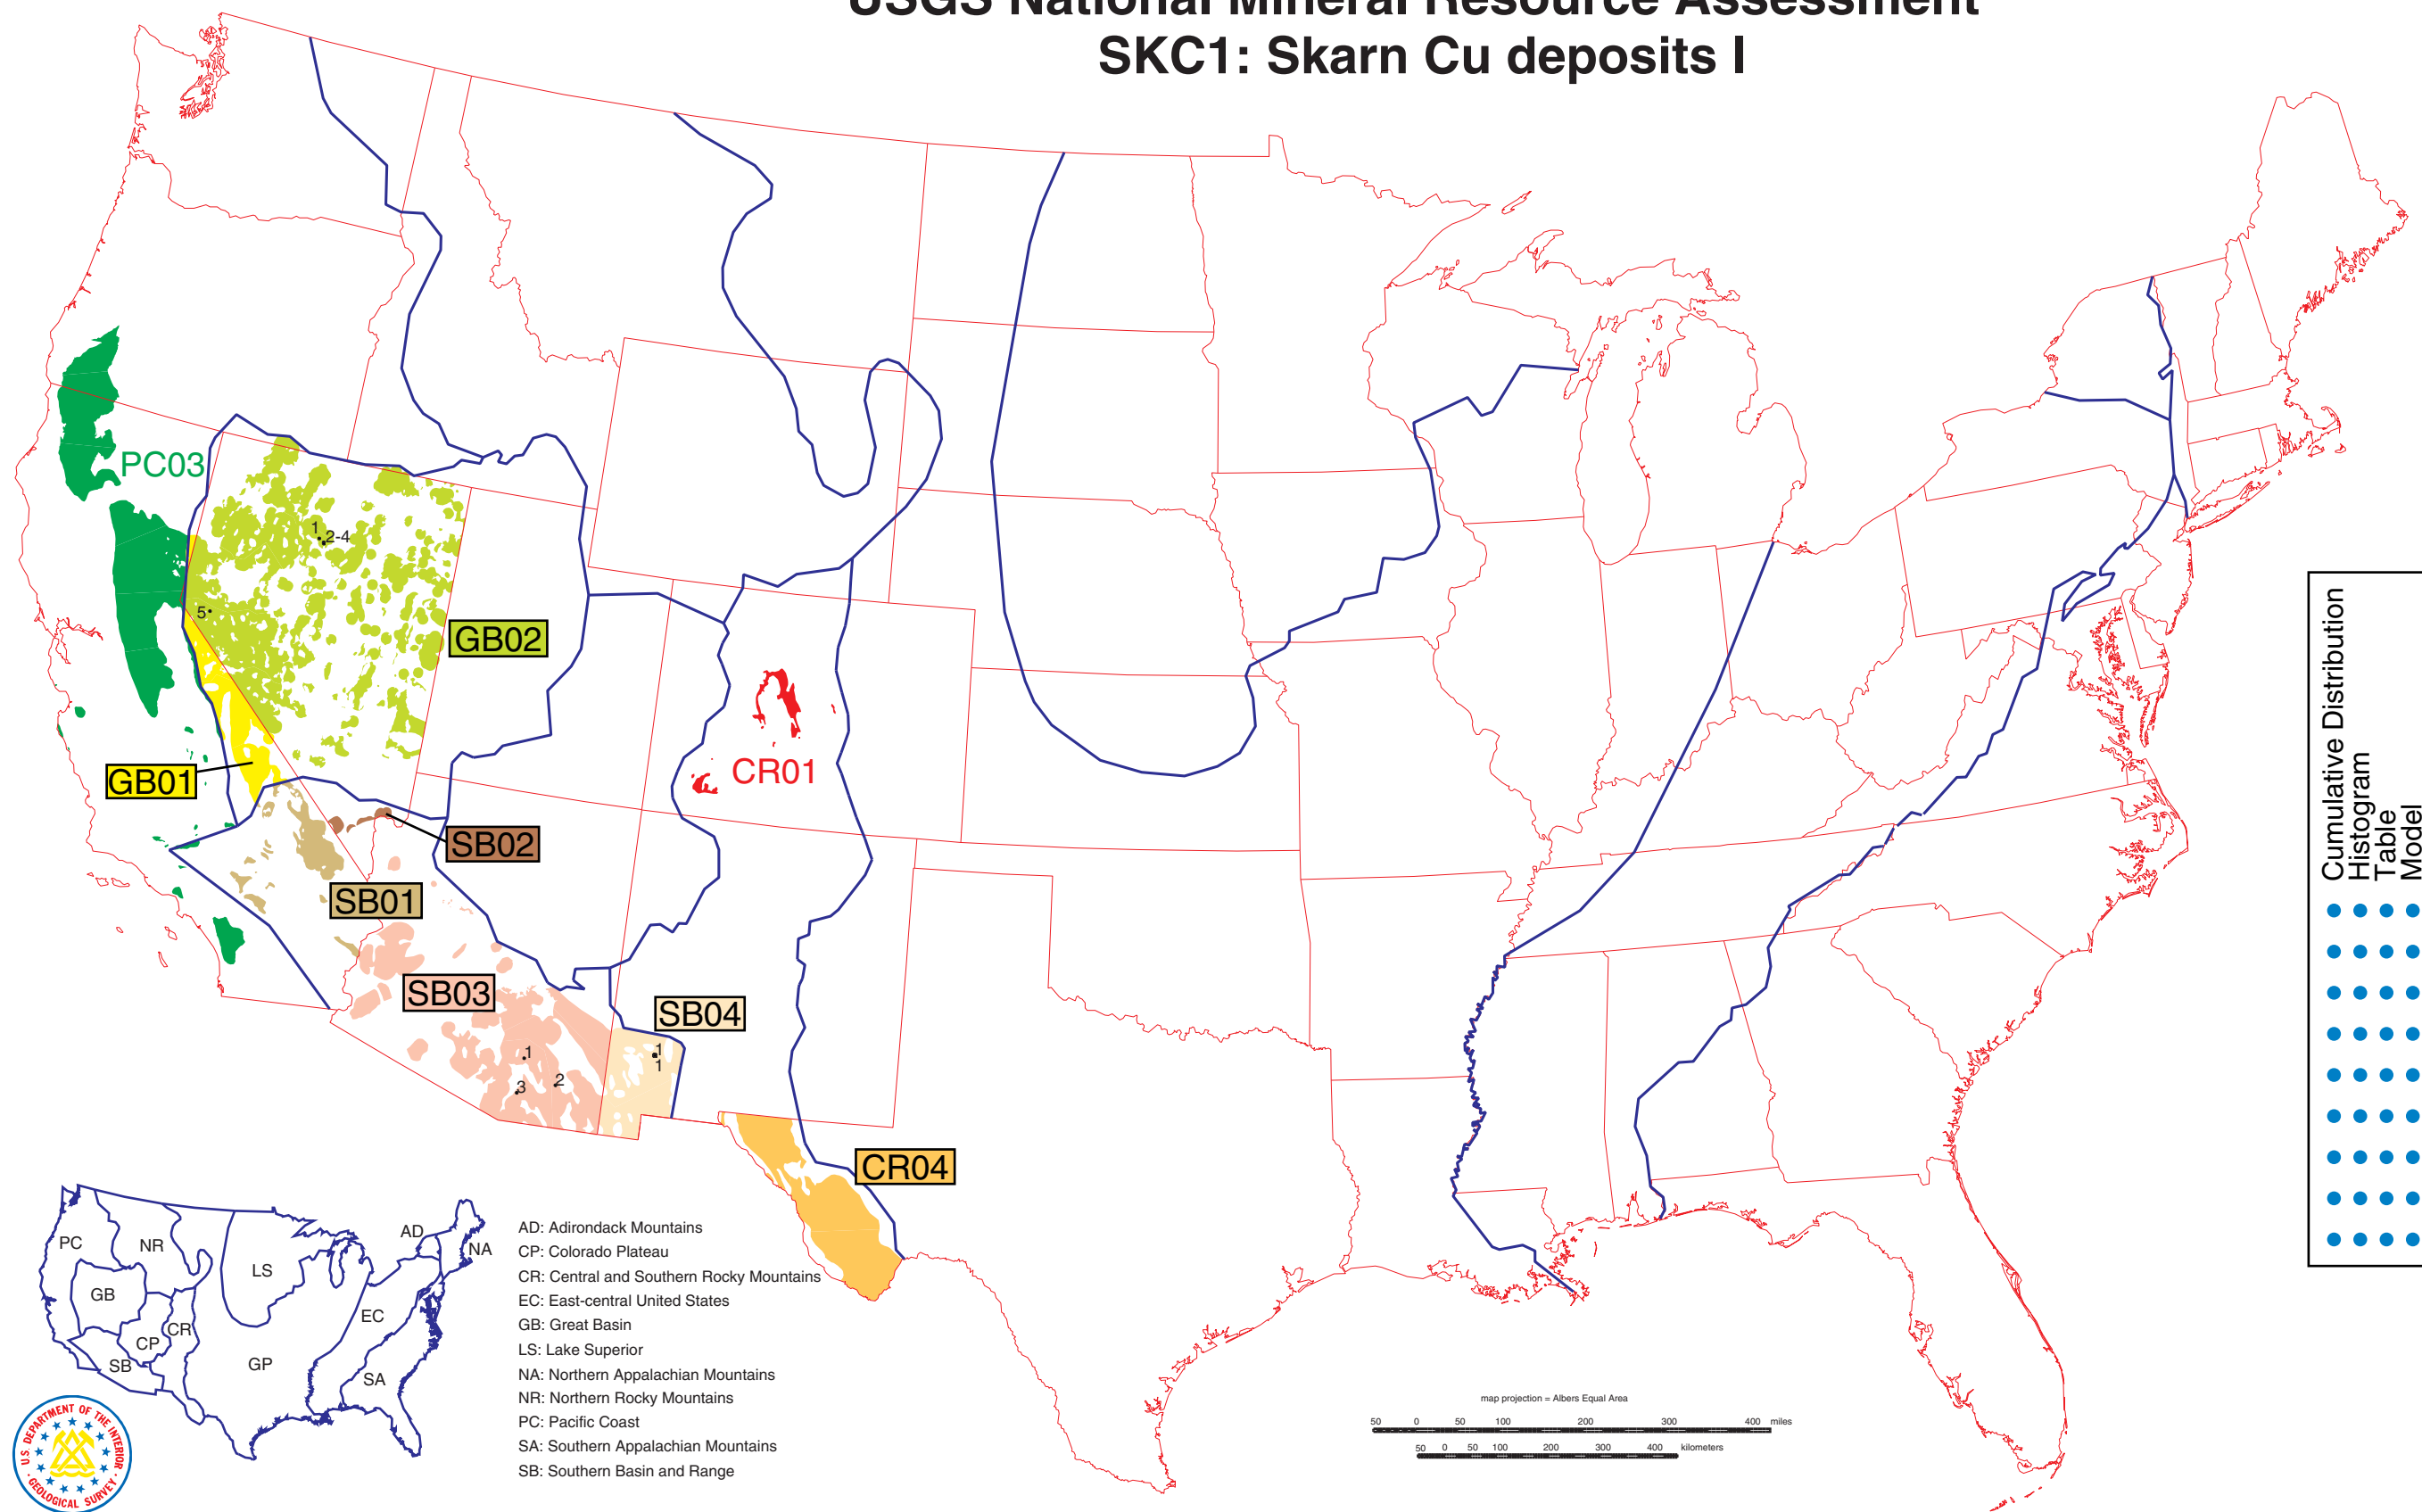 USGS National Mineral Resource Assessment
SKC1: Skarn Cu deposits I
PC03
1
2-4
5
GB02
GB01
CR01
SB02
SB01
SB03
SB04
1
1
1
2
3
CR04
Cumulative Distribution
Histogram
Table
Model
PC
NR
AD
NA
LS
GB
EC
CR
CP
SB
GP
SA
AD: Adirondack Mountains
CP: Colorado Plateau
CR: Central and Southern Rocky Mountains
EC: East-central United States
GB: Great Basin
LS: Lake Superior
NA: Northern Appalachian Mountains
NR: Northern Rocky Mountains
PC: Pacific Coast
SA: Southern Appalachian Mountains
SB: Southern Basin and Range
map projection = Albers Equal Area
50 0 50 100 200 300 400 miles
50 0 50 100 200 300 400 kilometers
U.S. DEPARTMENT OF THE INTERIOR
GEOLOGICAL SURVEY